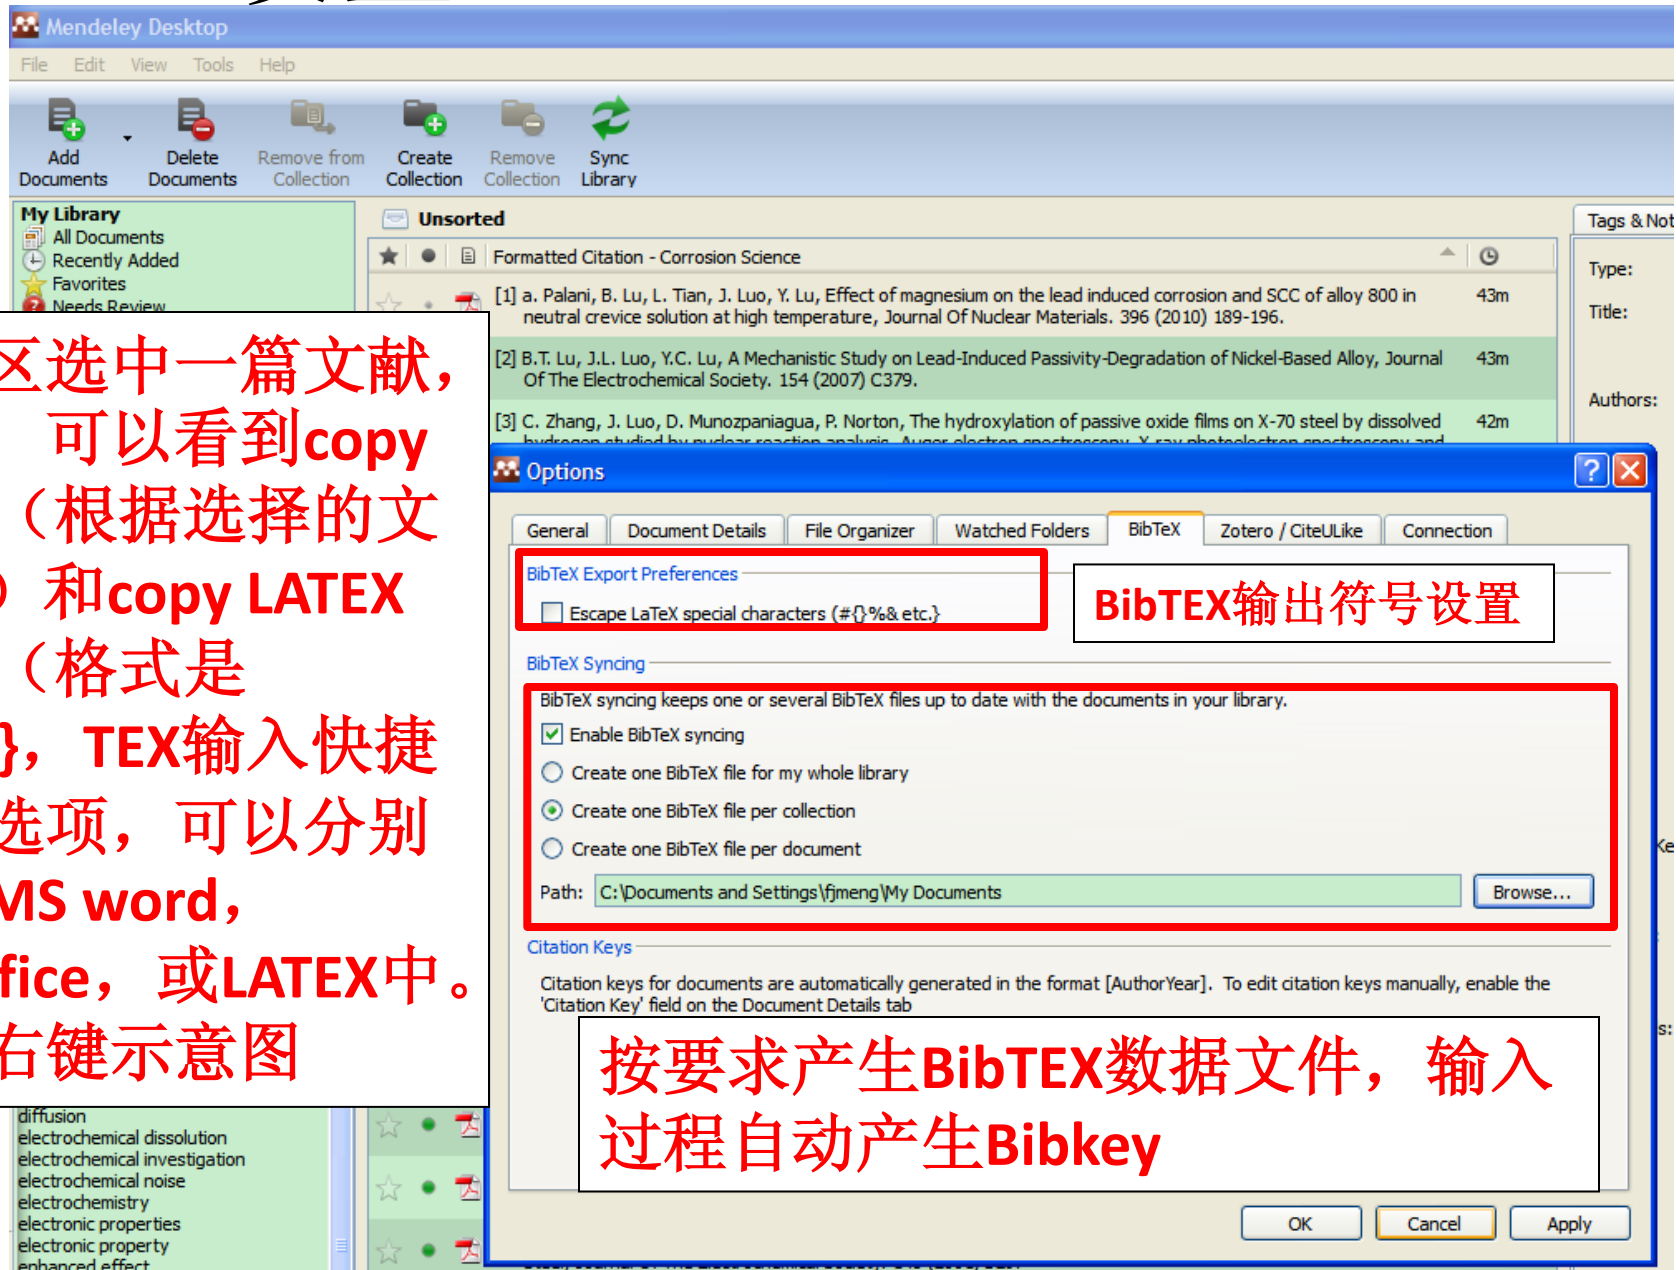 Mendeley Desktop
File Edit View Tools Help
Add Documents
Delete Documents
Remove from Collection
Create Collection
Remove Collection
Sync Library
My Library
All Documents
Recently Added
Favorites
Needs Review
Unsorted
Formatted Citation - Corrosion Science
[1] a. Palani, B. Lu, L. Tian, J. Luo, Y. Lu, Effect of magnesium on the lead induced corrosion and SCC of alloy 800 in 43m
neutral crevice solution at high temperature, Journal Of Nuclear Materials. 396 (2010) 189-196.
[2] B.T. Lu, J.L. Luo, Y.C. Lu, A Mechanistic Study on Lead-Induced Passivity-Degradation of Nickel-Based Alloy, Journal 43m
Of The Electrochemical Society. 154 (2007) C379.
[3] C. Zhang, J. Luo, D. Munozpaniagua, P. Norton, The hydroxylation of passive oxide films on X-70 steel by dissolved 42m
hydrogen studied by nuclear reaction analysis, Auger electron spectroscopy, X-ray photoelectron spectroscopy and
Tags & Not
Type:
Title:
Authors:
区选中一篇文献，
可以看到copy
（根据选择的文
）和copy LATEX
（格式是
}，TEX输入快捷
选项，可以分别
MS word，
fice，或LATEX中。
右键示意图
Options
General
Document Details
File Organizer
Watched Folders
BibTeX
Zotero / CiteULike
Connection
BibTeX Export Preferences
Escape LaTeX special characters (#{}%& etc.}
BibTEX输出符号设置
BibTeX Syncing
BibTeX syncing keeps one or several BibTeX files up to date with the documents in your library.
Enable BibTeX syncing
Create one BibTeX file for my whole library
Create one BibTeX file per collection
Create one BibTeX file per document
Path: C:\Documents and Settings\fjmeng\My Documents Browse...
Citation Keys
Citation keys for documents are automatically generated in the format [AuthorYear]. To edit citation keys manually, enable the
'Citation Key' field on the Document Details tab
按要求产生BibTEX数据文件，输入
过程自动产生Bibkey
OK Cancel Apply
Ke
s:
diffusion
electrochemical dissolution
electrochemical investigation
electrochemical noise
electrochemistry
electronic properties
electronic property
enhanced effect